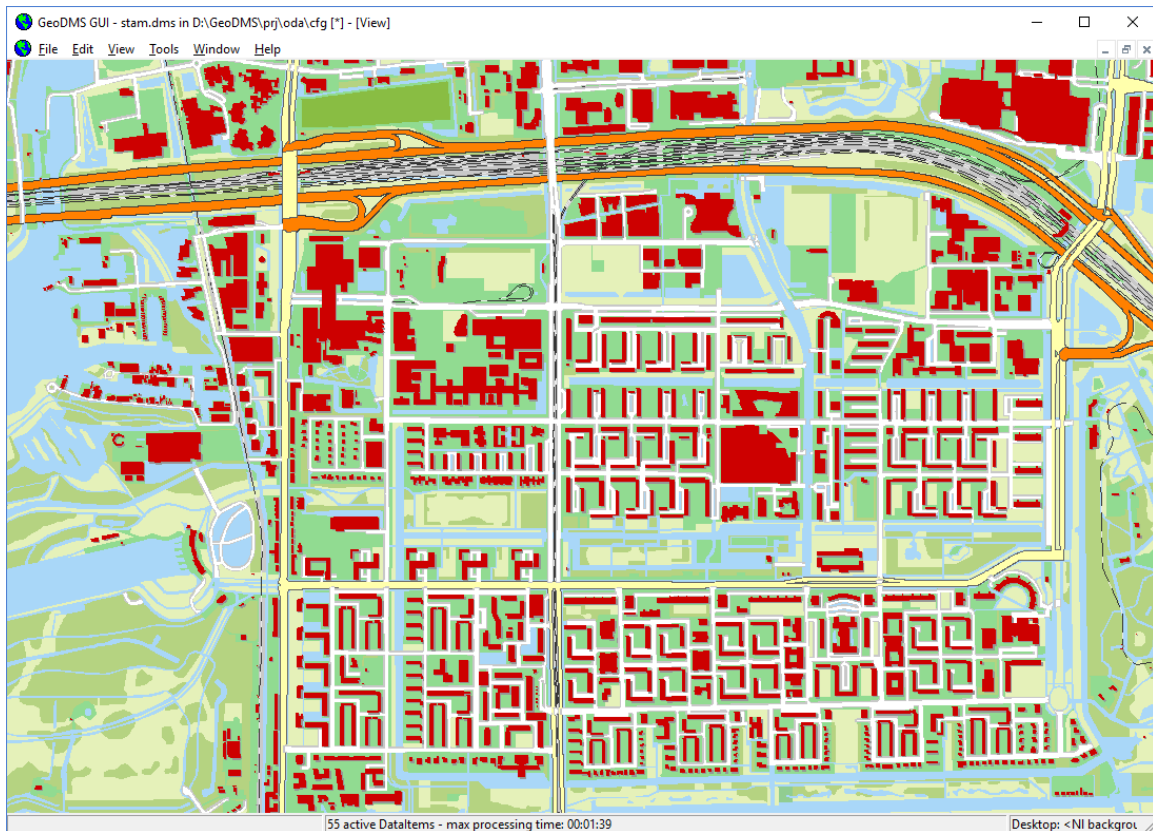 GeoDMS GUI - stam.dms in D:\GeoDMS\prj\oda\cfg [*] - [View]
File Edit View Tools Window Help
55 active DataItems - max processing time: 00:01:39 Desktop: <NI backgrou